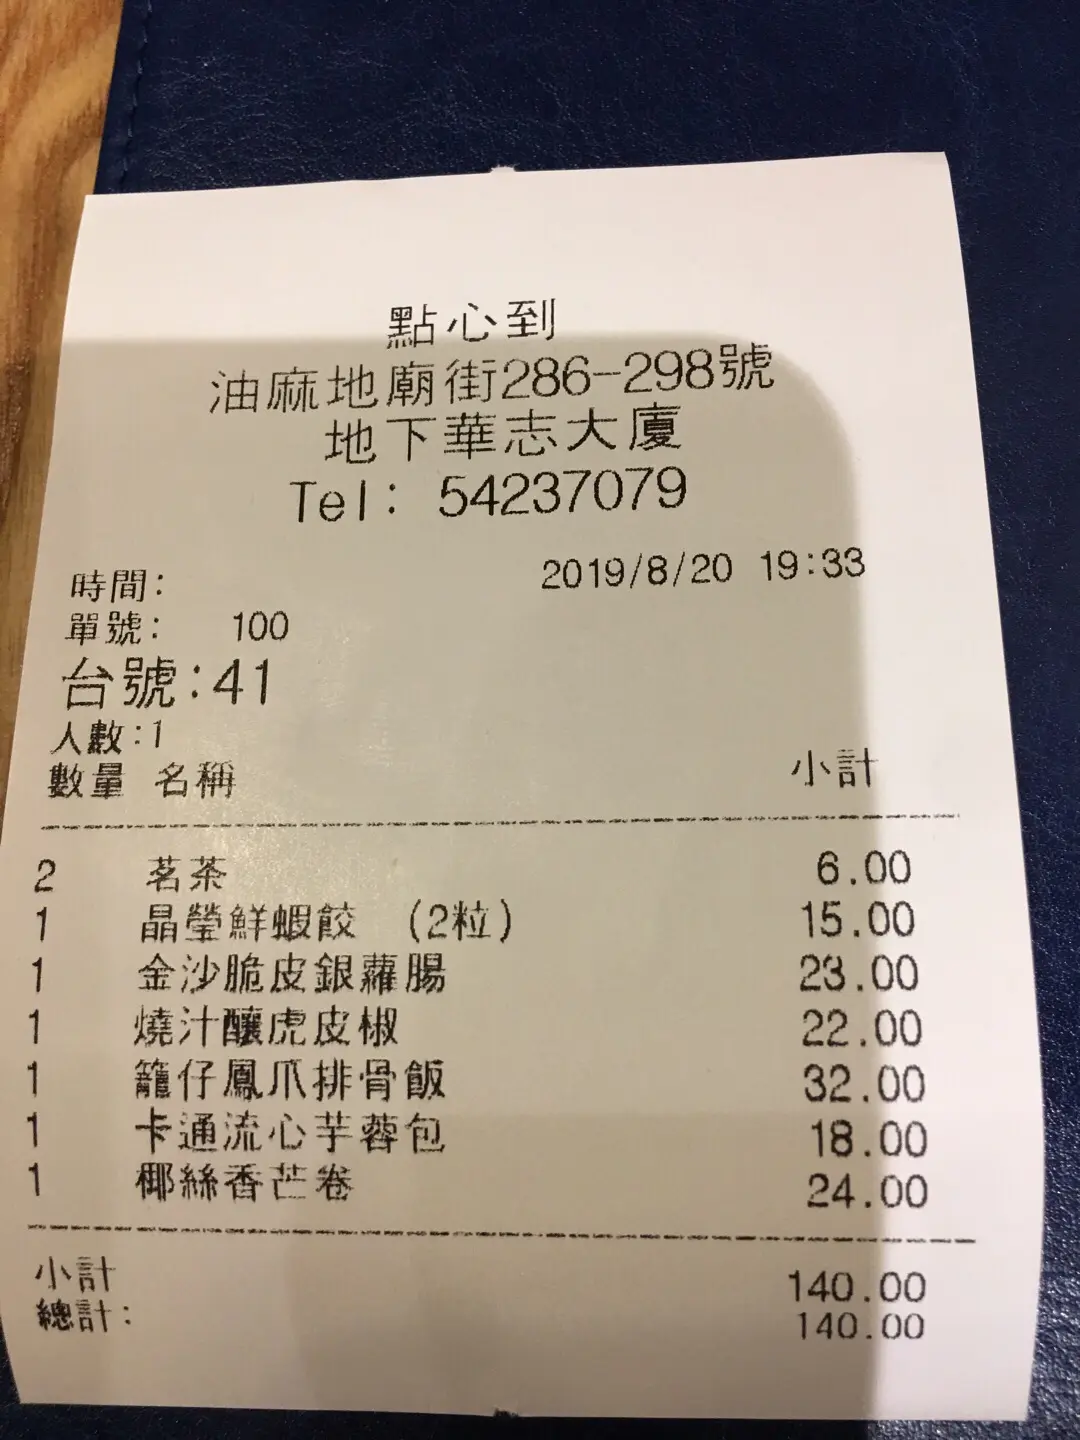 點心到
油麻地廟街286-298號
地下華志大廈
Tel: 54237079
時間: 2019/8/20 19:33
單號: 100
台號:41
人數:1
數量 名稱 小計
2 茗茶 6.00
1 晶瑩鮮蝦餃 (2粒) 15.00
1 金沙脆皮銀蘿腸 23.00
1 燒汁釀虎皮椒 22.00
1 籠仔鳳爪排骨飯 32.00
1 卡通流心芋蓉包 18.00
1 椰絲香芒卷 24.00
小計 140.00
總計: 140.00